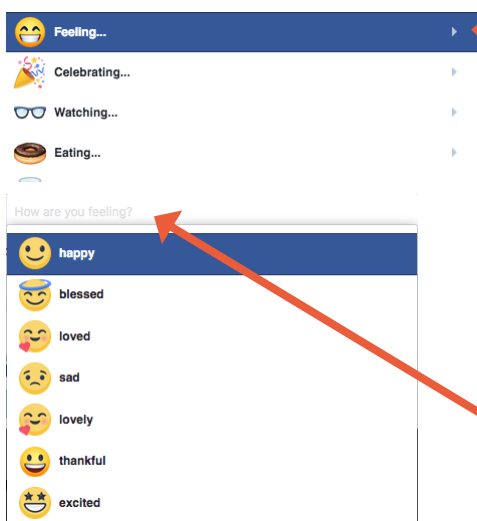 Feeling...
Celebrating...
Watching...
Eating...
How are you feeling?
happy
blessed
loved
sad
lovely
thankful
excited